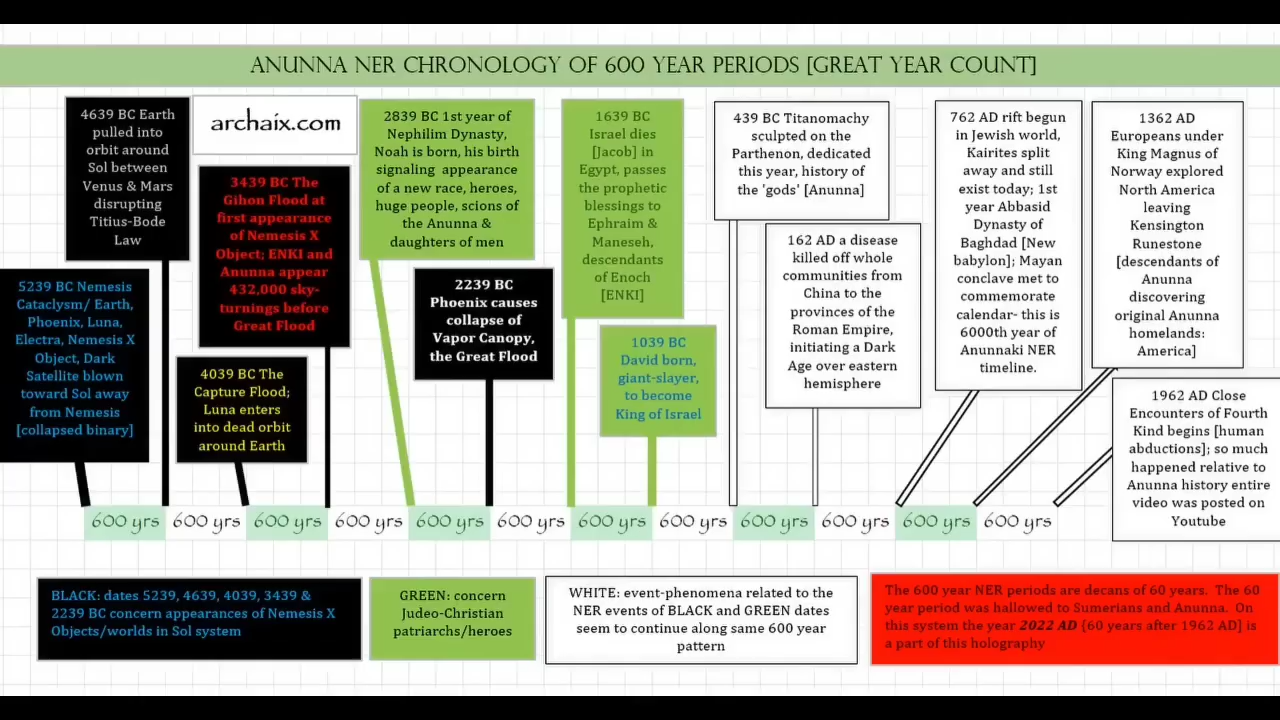 ANUNNA NER CHRONOLOGY OF 600 YEAR PERIODS [GREAT YEAR COUNT]
4639 BC Earth
pulled into
orbit around
Sol between
Venus & Mars
disrupting
Titius-Bode
Law
archaix.com
5239 BC Nemesis
Cataclysm/ Earth,
Phoenix, Luna,
Electra, Nemesis X
Object, Dark
Satellite blown
toward Sol away
from Nemesis
[collapsed binary]
3439 BC The
Gihon Flood at
first appearance
of Nemesis X
Object; ENKI and
Anunna appear
432,000 sky-
turnings before
Great Flood
4039 BC The
Capture Flood;
Luna enters
into dead orbit
around Earth
2839 BC 1st year of
Nephilim Dynasty,
Noah is born, his birth
signaling appearance
of a new race, heroes,
huge people, scions of
the Anunna &
daughters of men
2239 BC
Phoenix causes
collapse of
Vapor Canopy,
the Great Flood
1639 BC
Israel dies
[Jacob] in
Egypt, passes
the prophetic
blessings to
Ephraim &
Maneseh,
descendants
of Enoch
[ENKI]
1039 BC
David born,
giant-slayer,
to become
King of Israel
439 BC Titanomachy
sculpted on the
Parthenon, dedicated
this year, history of
the 'gods' [Anunna]
162 AD a disease
killed off whole
communities from
China to the
provinces of the
Roman Empire,
initiating a Dark
Age over eastern
hemisphere
762 AD rift begun
in Jewish world,
Kairites split
away and still
exist today; 1st
year Abbasid
Dynasty of
Baghdad [New
babylon]; Mayan
conclave met to
commemorate
calendar- this is
6000th year of
Anunnaki NER
timeline.
1362 AD
Europeans under
King Magnus of
Norway explored
North America
leaving
Kensington
Runestone
[descendants of
Anunna
discovering
original Anunna
homelands:
America]
1962 AD Close
Encounters of Fourth
Kind begins [human
abductions]; so much
happened relative to
Anunna history entire
video was posted on
Youtube
600 yrs 600 yrs 600 yrs 600 yrs 600 yrs 600 yrs 600 yrs 600 yrs 600 yrs 600 yrs 600 yrs 600 yrs
BLACK: dates 5239, 4639, 4039, 3439 &
2239 BC concern appearances of Nemesis X
Objects/worlds in Sol system
GREEN: concern
Judeo-Christian
patriarchs/heroes
WHITE: event-phenomena related to the
NER events of BLACK and GREEN dates
seem to continue along same 600 year
pattern
The 600 year NER periods are decans of 60 years. The 60
year period was hallowed to Sumerians and Anunna. On
this system the year 2022 AD [60 years after 1962 AD] is
a part of this holography